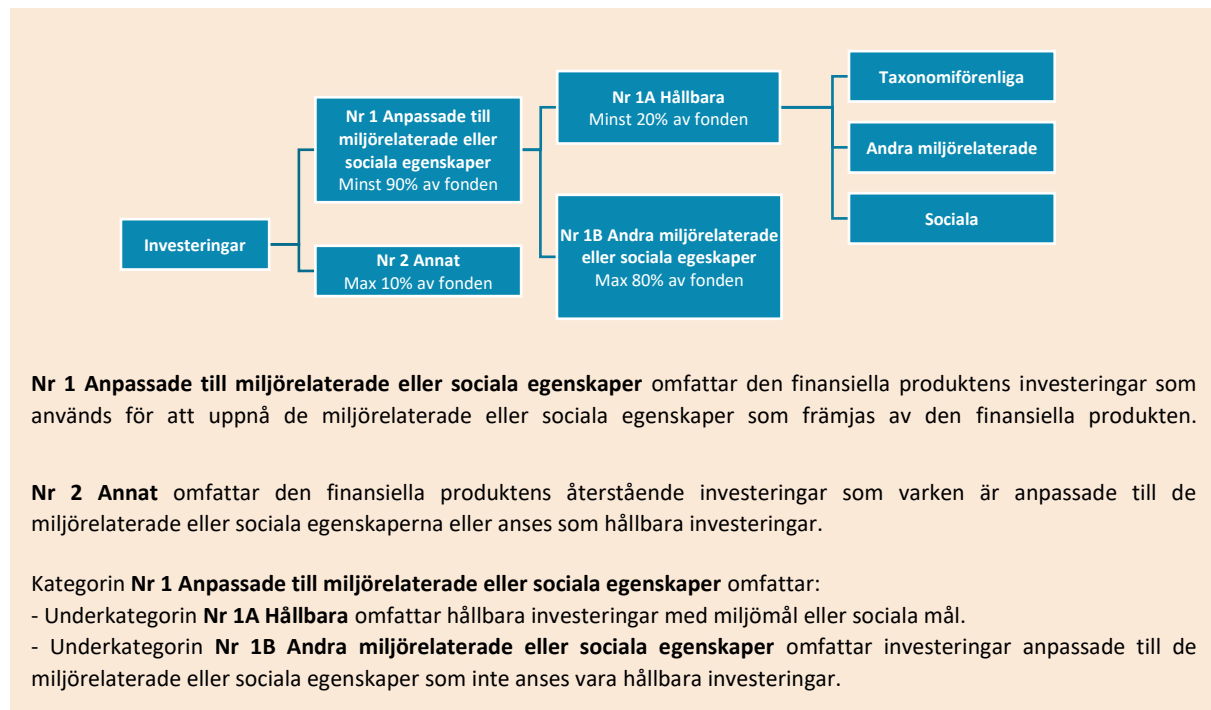 Investeringar
Nr 1 Anpassade till
miljörelaterade eller
sociala egenskaper
Minst 90% av fonden
Nr 2 Annat
Max 10% av fonden
Nr 1A Hållbara
Minst 20% av fonden
Nr 1B Andra miljörelaterade
eller sociala egeskaper
Max 80% av fonden
Taxonomiförenliga
Andra miljörelaterade
Sociala
Nr 1 Anpassade till miljörelaterade eller sociala egenskaper omfattar den finansiella produktens investeringar som
används för att uppnå de miljörelaterade eller sociala egenskaper som främjas av den finansiella produkten.
Nr 2 Annat omfattar den finansiella produktens återstående investeringar som varken är anpassade till de
miljörelaterade eller sociala egenskaperna eller anses som hållbara investeringar.
Kategorin Nr 1 Anpassade till miljörelaterade eller sociala egenskaper omfattar:
- Underkategorin Nr 1A Hållbara omfattar hållbara investeringar med miljömål eller sociala mål.
- Underkategorin Nr 1B Andra miljörelaterade eller sociala egenskaper omfattar investeringar anpassade till de
miljörelaterade eller sociala egenskaper som inte anses vara hållbara investeringar.